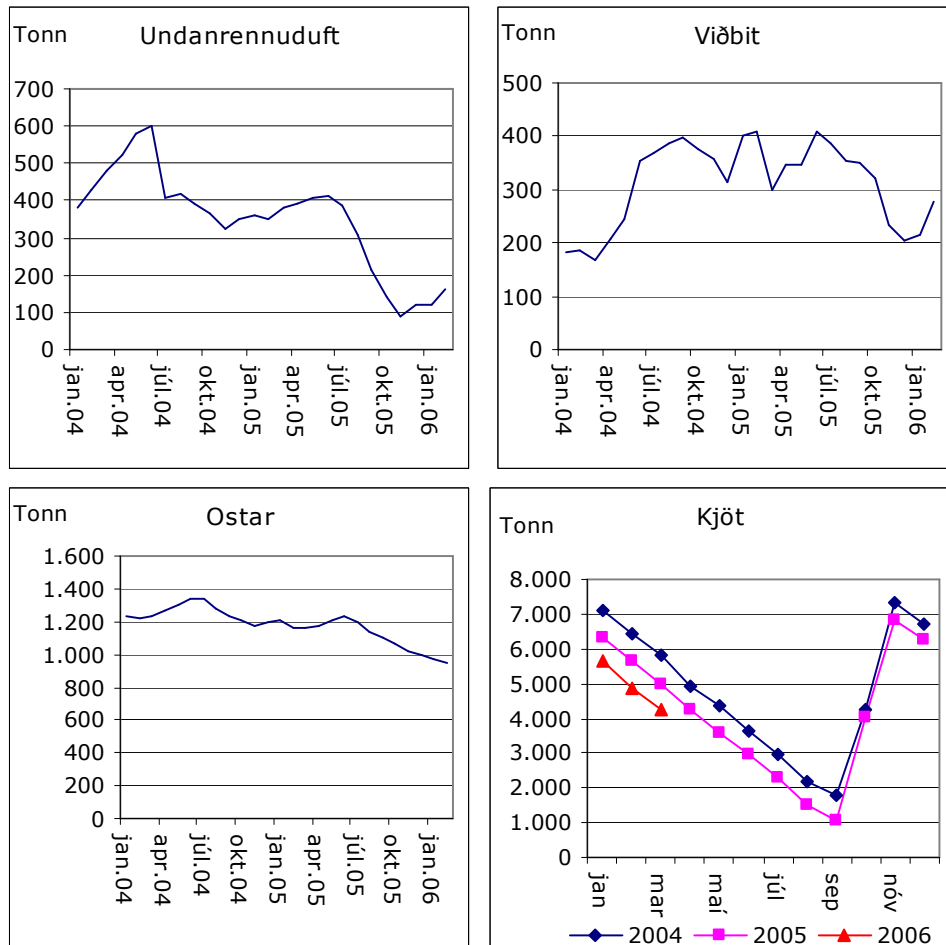 Tonn
Undanrennuduft
700
600
500
400
300
200
100
0
jan.04
apr.04
júl.04
okt.04
jan.05
apr.05
júl.05
okt.05
jan.06
Tonn
Viðbit
500
400
300
200
100
0
jan.04
apr.04
júl.04
okt.04
jan.05
apr.05
júl.05
okt.05
jan.06
Tonn
Ostar
1.600
1.400
1.200
1.000
800
600
400
200
0
jan.04
apr.04
júl.04
okt.04
jan.05
apr.05
júl.05
okt.05
jan.06
Tonn
Kjöt
8.000
7.000
6.000
5.000
4.000
3.000
2.000
1.000
0
jan
mar
maí
júl
sep
nóv
2004
2005
2006